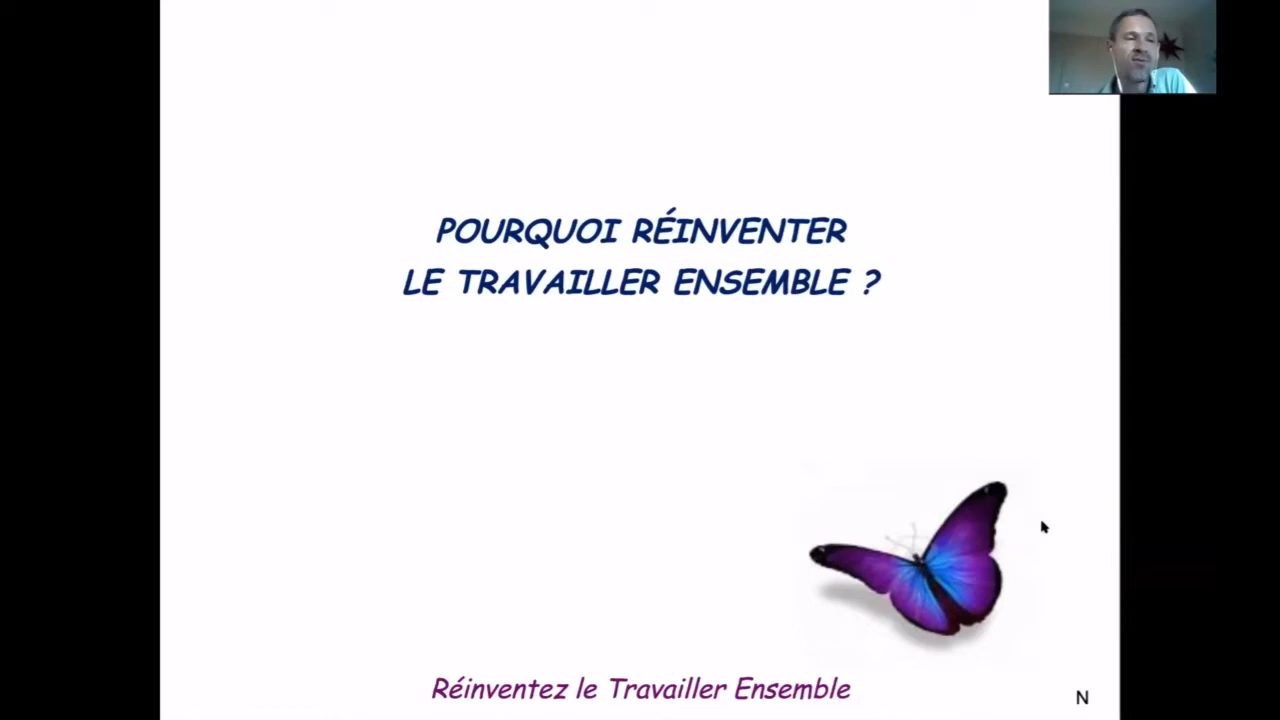 POURQUOI RÉINVENTER
LE TRAVAILLER ENSEMBLE ?
Réinventez le Travailler Ensemble
N